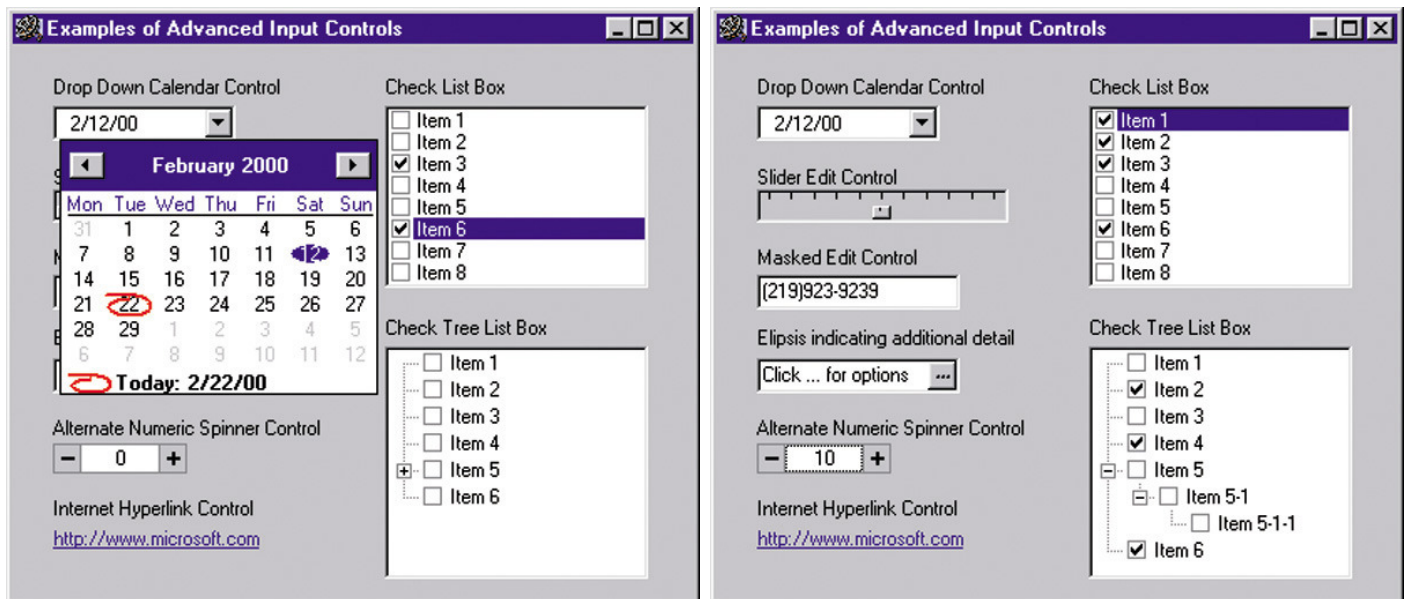 Examples of Advanced Input Controls
Drop Down Calendar Control
2/12/00
February 2000
Mon Tue Wed Thu Fri Sat Sun
31 1 2 3 4 5 6
7 8 9 10 11 12 13
14 15 16 17 18 19 20
21 22 23 24 25 26 27
28 29 1 2 3 4 5
6 7 8 9 10 11 12
Today: 2/22/00
Alternate Numeric Spinner Control
- 0 +
Internet Hyperlink Control
http://www.microsoft.com
Check List Box
Item 1
Item 2
Item 3
Item 4
Item 5
Item 6
Item 7
Item 8
Check Tree List Box
Item 1
Item 2
Item 3
Item 4
Item 5
Item 6
Examples of Advanced Input Controls
Drop Down Calendar Control
2/12/00
Slider Edit Control
Masked Edit Control
(219)923-9239
Elipsis indicating additional detail
Click ... for options ...
Alternate Numeric Spinner Control
- 10 +
Internet Hyperlink Control
http://www.microsoft.com
Check List Box
Item 1
Item 2
Item 3
Item 4
Item 5
Item 6
Item 7
Item 8
Check Tree List Box
Item 1
Item 2
Item 3
Item 4
Item 5
Item 5-1
Item 5-1-1
Item 6